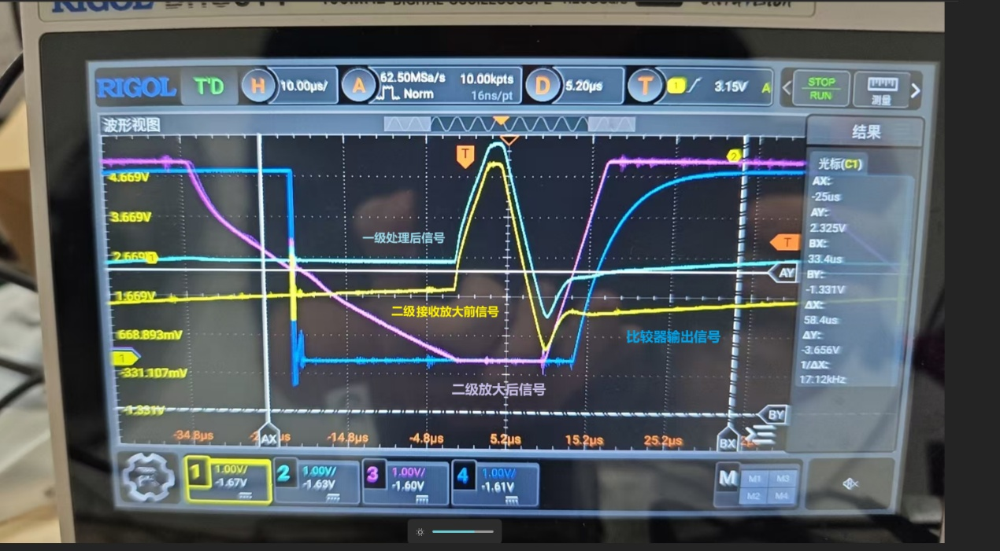 RIGOL
RIGOL T'D H 10.00μs/ A 62.50MSa/s 10.00kpts D 5.20μs T 1 3.15V A STOP
Norm 16ns/pt RUN 测量
波形视图 结果
T 2 光标(C1)
4.669V AX:
-25us
3.669V AY:
一级处理后信号 2.325V
T BX:
2.669V 1 33.4us
AY BY:
1.669V -1.331V
二级接收放大前信号 ΔX:
668.893mV 比较器输出信号 58.4us
1 ΔY:
-331.107mV -3.656V
二级放大后信号 1/ΔX:
17.12kHz
-1.331V BY
-34.8μs μs -14.8μs -4.8μs 5.2μs 15.2μs 25.2μs
AX BX
1 1.00V/ 2 1.00V/ 3 1.00V/ 4 1.00V/ M M1 M3
-1.67V -1.63V -1.60V -1.61V M2 M4